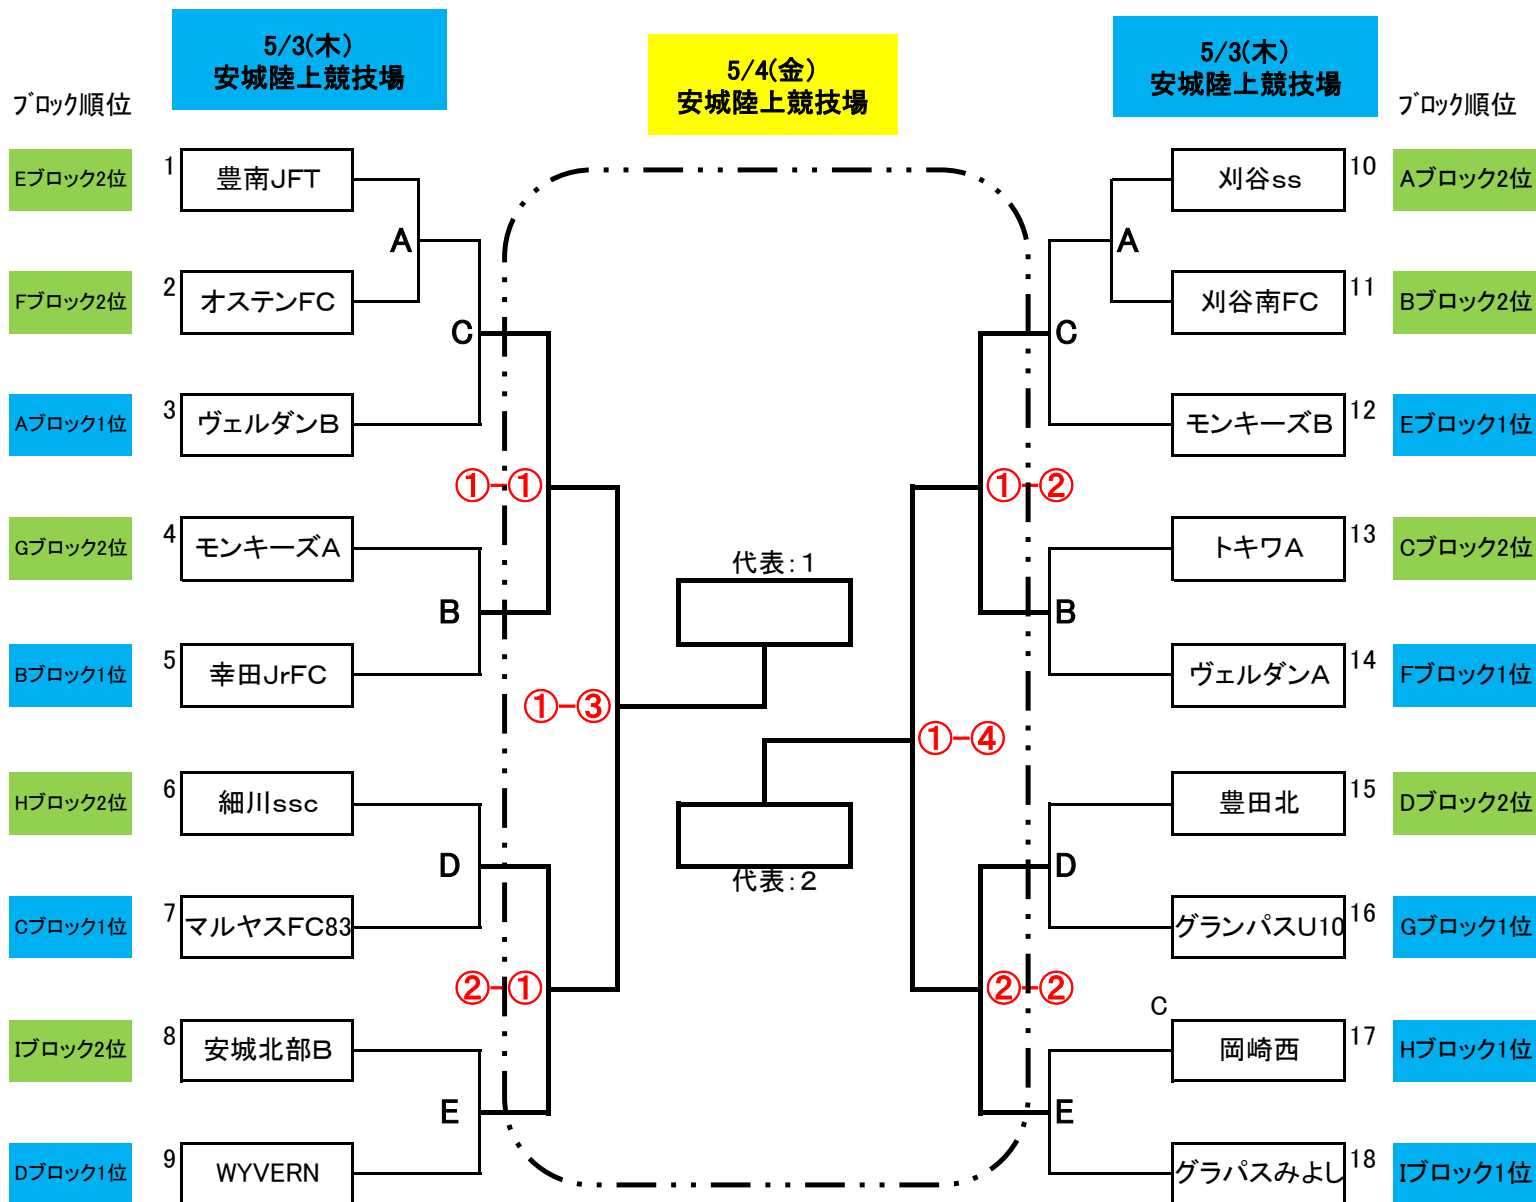 5/3(木)
安城陸上競技場
5/4(金)
安城陸上競技場
5/3(木)
安城陸上競技場
ブロック順位
ブロック順位
Eブロック2位
1
豊南JFT
A
Fブロック2位
2
オステンFC
C
Aブロック1位
3
ヴェルダンB
①-①
Gブロック2位
4
モンキーズA
B
Bブロック1位
5
幸田JrFC
①-③
Hブロック2位
6
細川ssc
D
Cブロック1位
7
マルヤスFC83
②-①
Iブロック2位
8
安城北部B
E
Dブロック1位
9
WYVERN
代表:1
代表:2
刈谷ss
10
Aブロック2位
A
刈谷南FC
11
Bブロック2位
C
モンキーズB
12
Eブロック1位
①-②
トキワA
13
Cブロック2位
B
ヴェルダンA
14
Fブロック1位
①-④
豊田北
15
Dブロック2位
D
グランパスU10
16
Gブロック1位
②-②
C
岡崎西
17
Hブロック1位
E
グラパスみよし
18
Iブロック1位